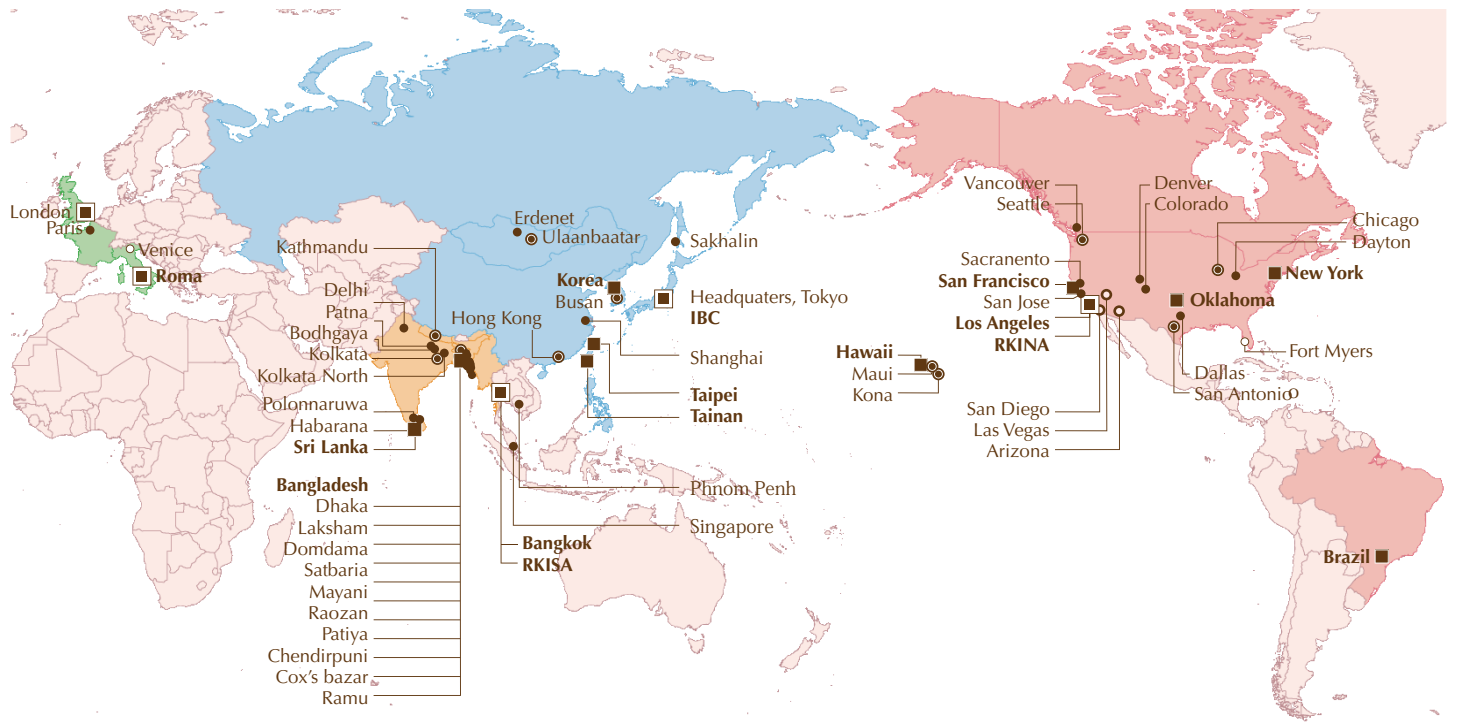 London
Paris
Venice
Roma
Kathmandu
Delhi
Patna
Bodhgaya
Kolkata
Kolkata North
Polonnaruwa
Habarana
Sri Lanka
Bangladesh
Dhaka
Laksham
Domdama
Satbaria
Mayani
Raozan
Patiya
Chendirpuni
Cox's bazar
Ramu
Erdenet
Ulaanbaatar
Sakhalin
Korea
Busan
Headquaters, Tokyo
IBC
Hong Kong
Shanghai
Taipei
Tainan
Phnom Penh
Singapore
Bangkok
RKISA
Hawaii
Maui
Kona
Vancouver
Seattle
Sacranento
San Francisco
San Jose
Los Angeles
RKINA
San Diego
Las Vegas
Arizona
Denver
Colorado
Chicago
Dayton
New York
Oklahoma
Fort Myers
Dallas
San Antonio
Brazil